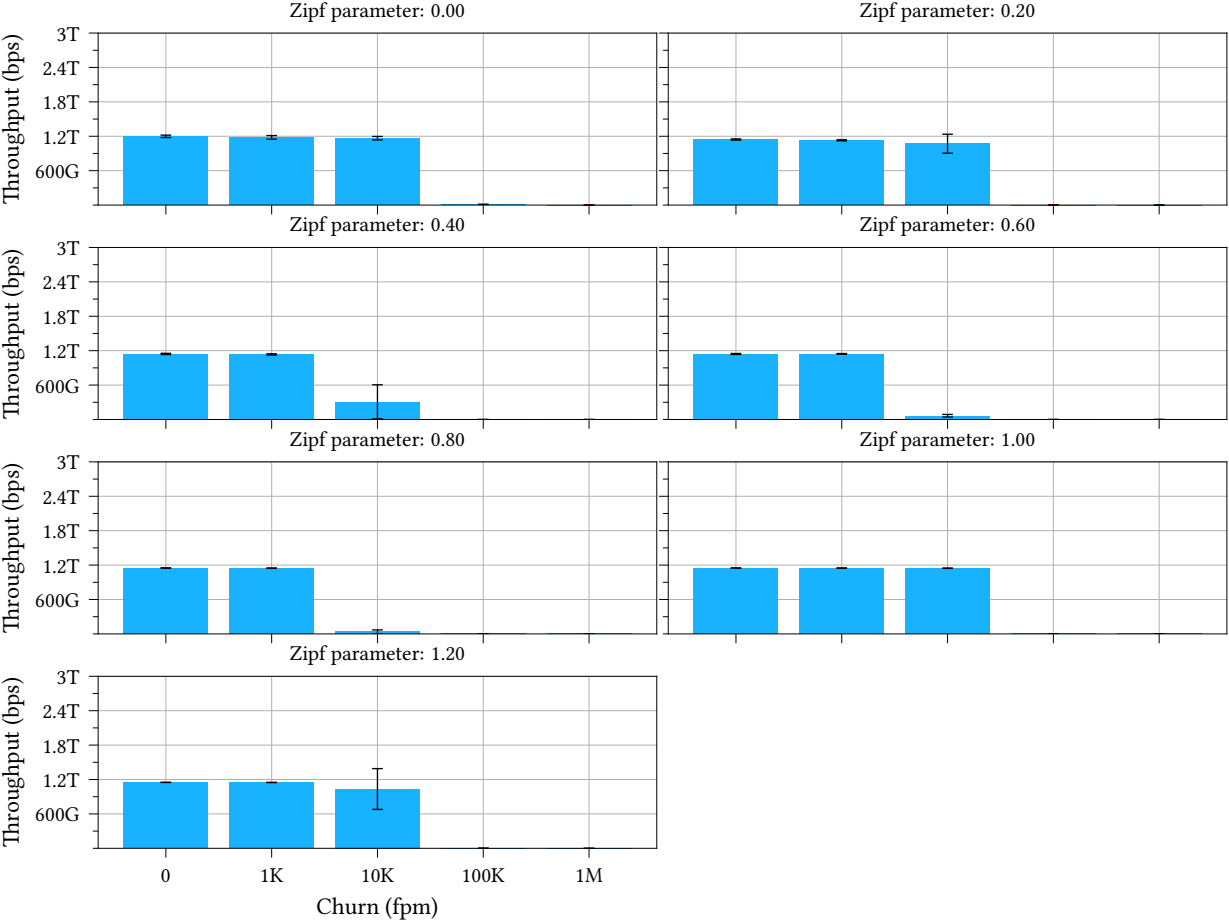 Zipf parameter: 0.00
Zipf parameter: 0.20
Throughput (bps)
3T
2.4T
1.8T
1.2T
600G
Zipf parameter: 0.40
Zipf parameter: 0.60
Throughput (bps)
3T
2.4T
1.8T
1.2T
600G
Zipf parameter: 0.80
Zipf parameter: 1.00
Throughput (bps)
3T
2.4T
1.8T
1.2T
600G
Zipf parameter: 1.20
Throughput (bps)
3T
2.4T
1.8T
1.2T
600G
0 1K 10K 100K 1M
Churn (fpm)